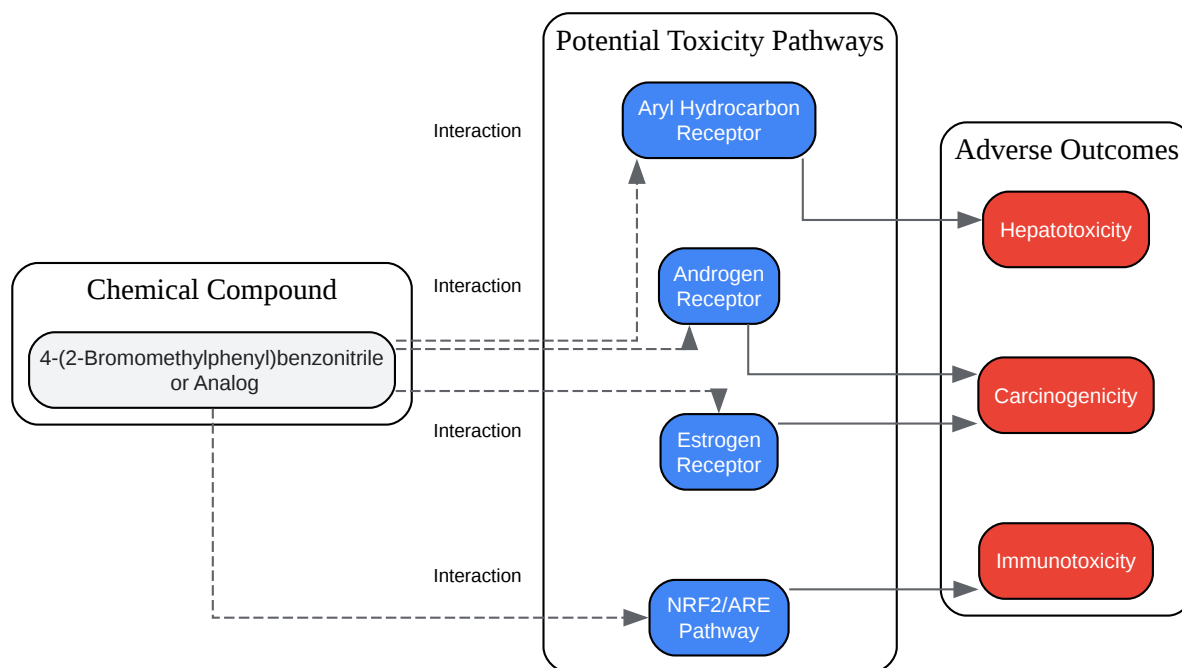 Potential Toxicity Pathways
Interaction
Aryl Hydrocarbon
Receptor
Adverse Outcomes
Hepatotoxicity
Chemical Compound
Interaction
Androgen
Receptor
4-(2-Bromomethylphenyl)benzonitrile
or Analog
Carcinogenicity
Interaction
Estrogen
Receptor
Immunotoxicity
Interaction
NRF2/ARE
Pathway